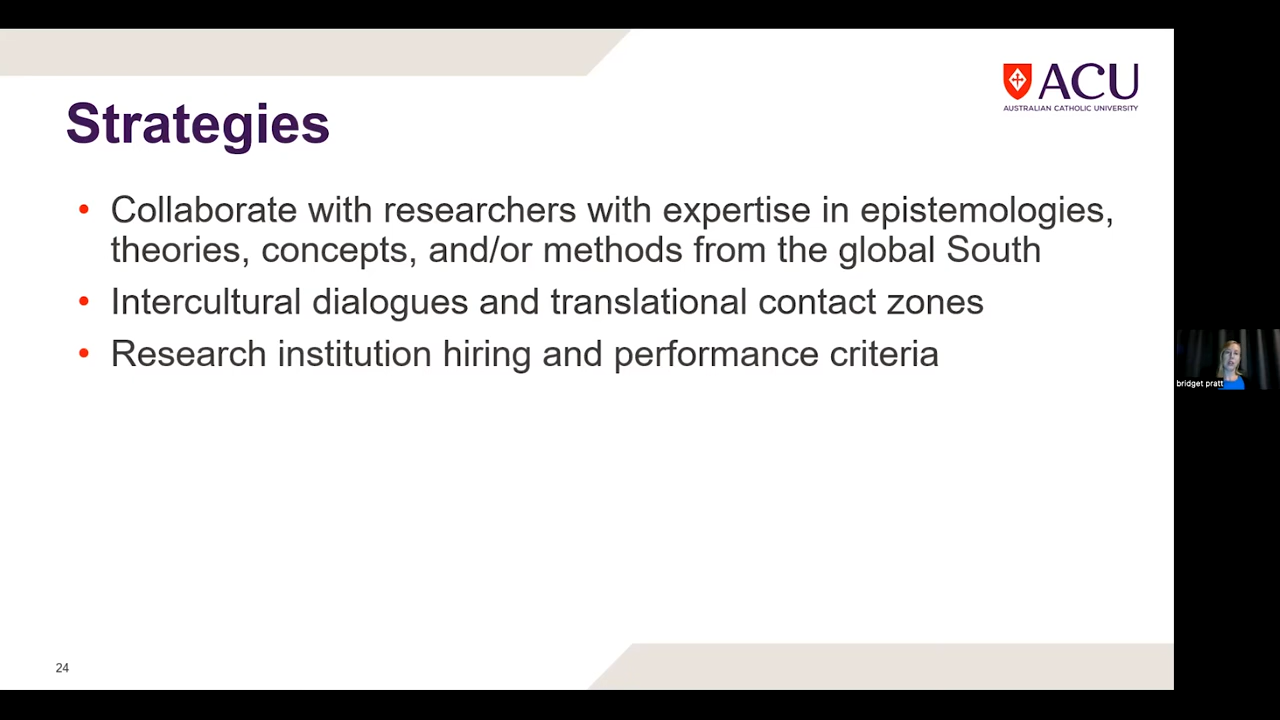 ACU
AUSTRALIAN CATHOLIC UNIVERSITY
Strategies
• Collaborate with researchers with expertise in epistemologies,
theories, concepts, and/or methods from the global South
• Intercultural dialogues and translational contact zones
• Research institution hiring and performance criteria
bridget pratt
24